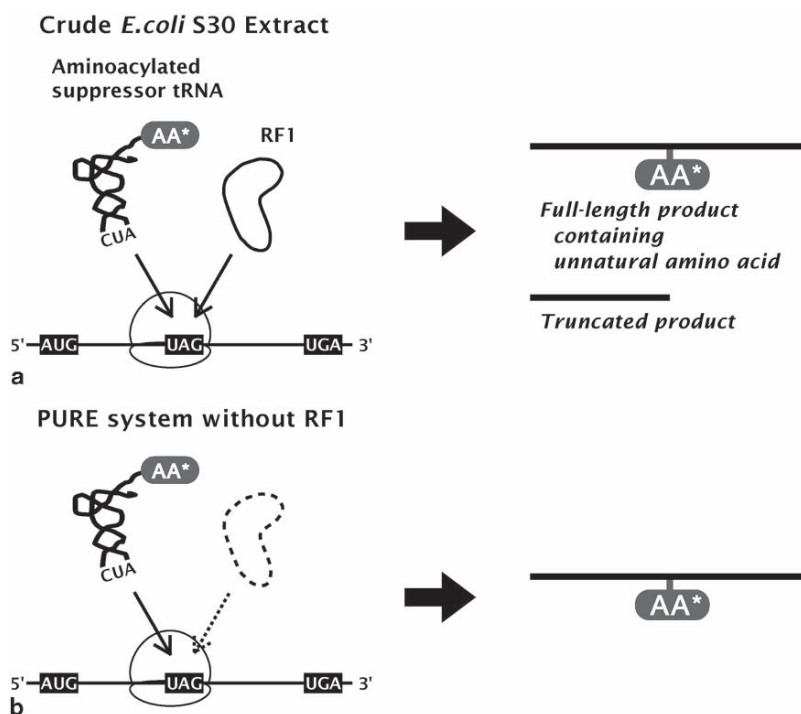 Crude E.coli S30 Extract
Aminoacylated
suppressor tRNA
AA*
RF1
CUA
5' AUG UAG UGA 3'
AA*
Full-length product
containing
unnatural amino acid
Truncated product
a
PURE system without RF1
AA*
CUA
5' AUG UAG UGA 3'
AA*
b